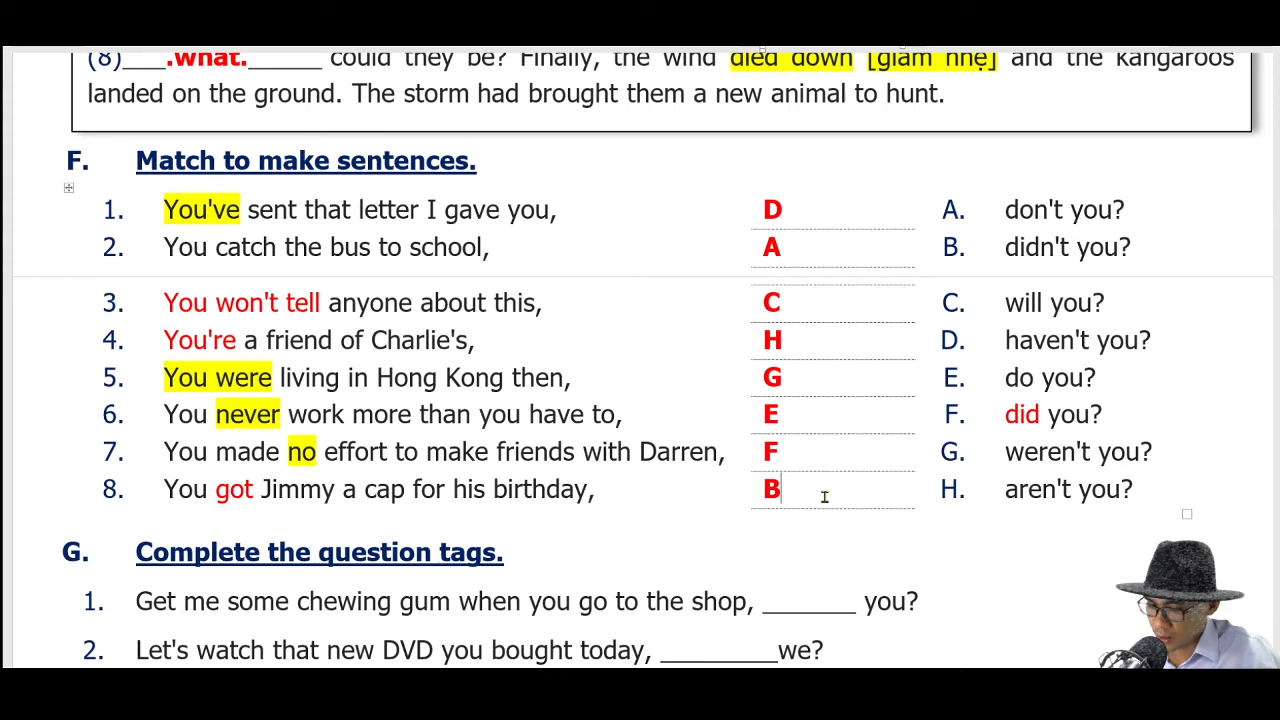 (8)___.what.______ could they be? Finally, the wind died down [giảm nhẹ] and the kangaroos
landed on the ground. The storm had brought them a new animal to hunt.
F. Match to make sentences.
1. You've sent that letter I gave you, D A. don't you?
2. You catch the bus to school, A B. didn't you?
3. You won't tell anyone about this, C C. will you?
4. You're a friend of Charlie's, H D. haven't you?
5. You were living in Hong Kong then, G E. do you?
6. You never work more than you have to, E F. did you?
7. You made no effort to make friends with Darren, F G. weren't you?
8. You got Jimmy a cap for his birthday, B H. aren't you?
G. Complete the question tags.
1. Get me some chewing gum when you go to the shop, _______ you?
2. Let's watch that new DVD you bought today, _________we?